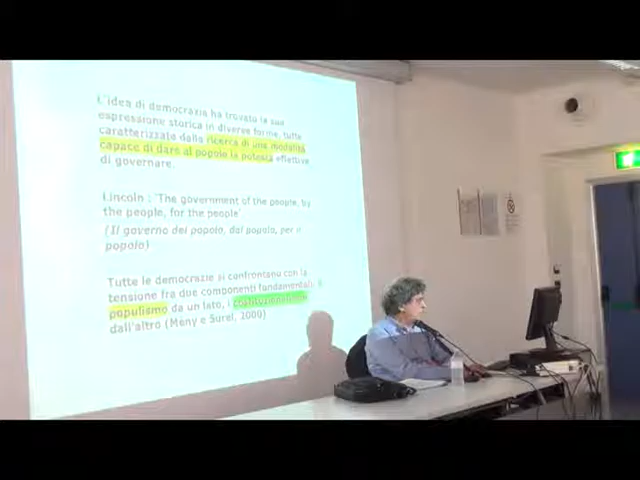 L'idea di democrazia ha trovato la sua
espressione storica in diverse forme, tutte
caratterizzate dalla ricerca di una modalità
capace di dare al popolo la potestà effettiva
di governare.
Lincoln : 'The government of the people, by
the people, for the people'
(Il governo del popolo, dal popolo, per il
popolo)
Tutte le democrazie si confrontano con la
tensione fra due componenti fondamentali: il
populismo da un lato, il costituzionalismo
dall'altro (Meny e Surel, 2000)